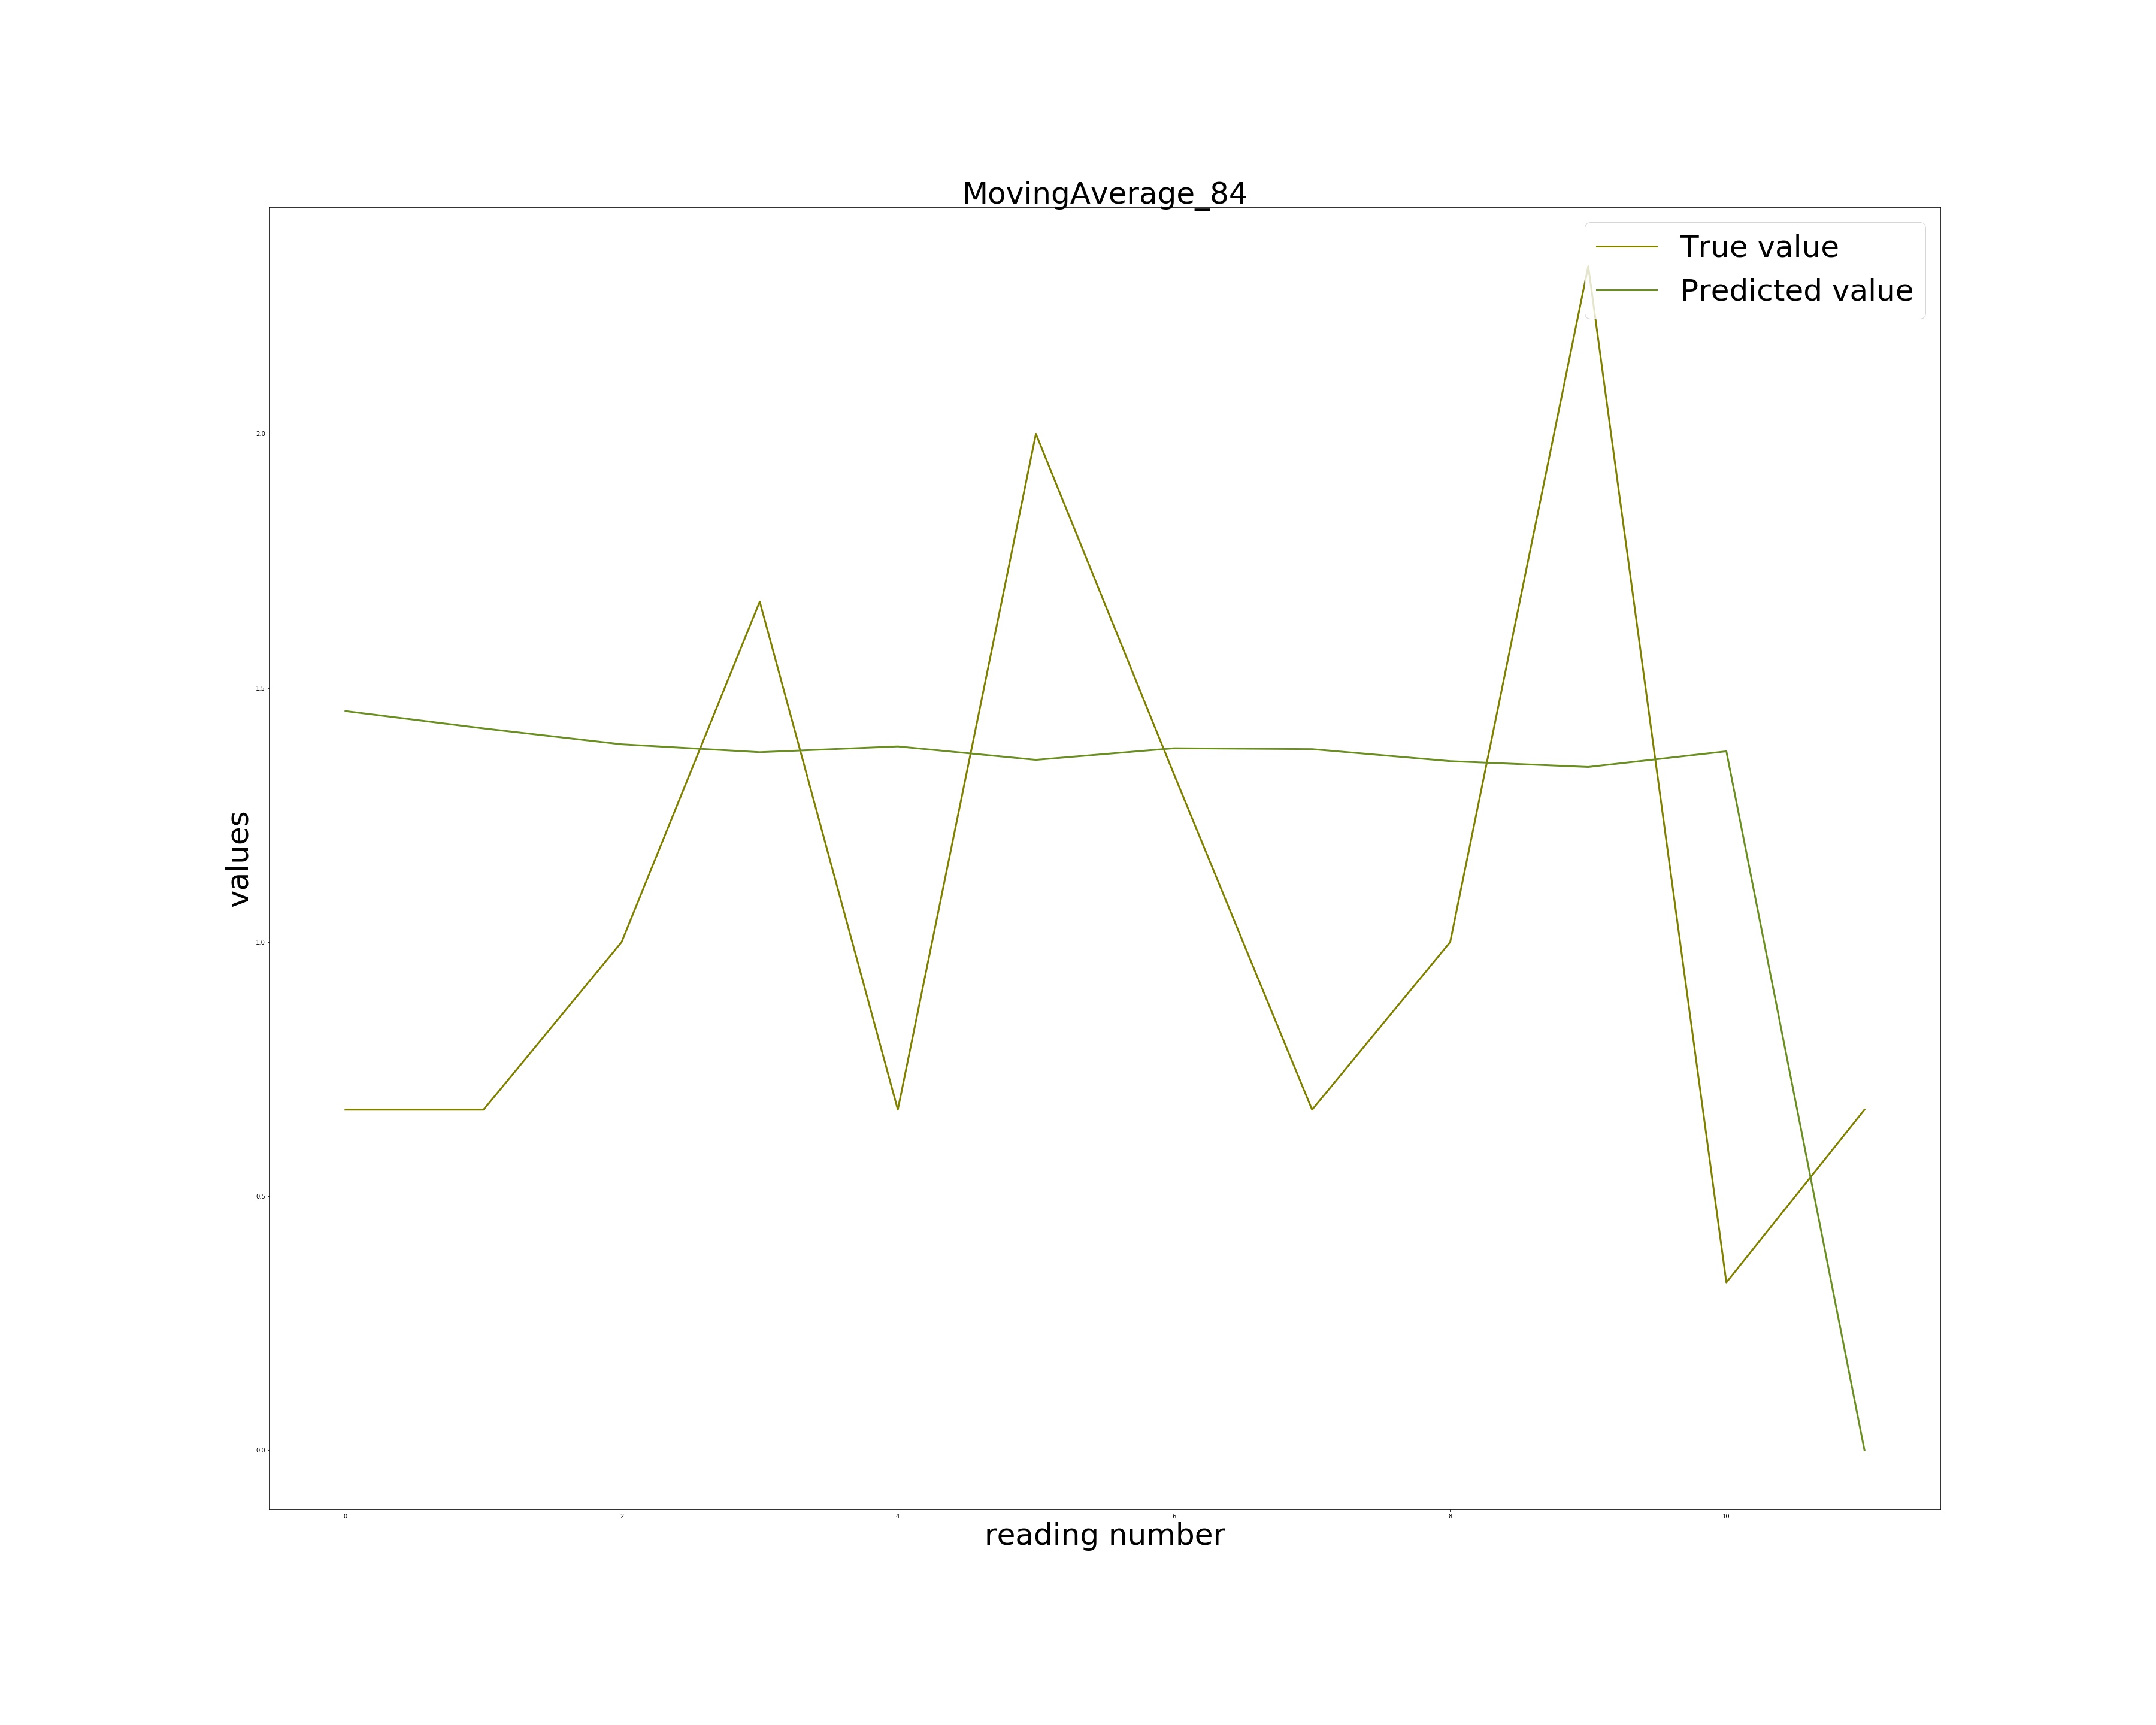 MovingAverage_84
True value
Predicted value
2.0
1.5
1.0
0.5
0.0
values
0 2 4 6 8 10
reading number